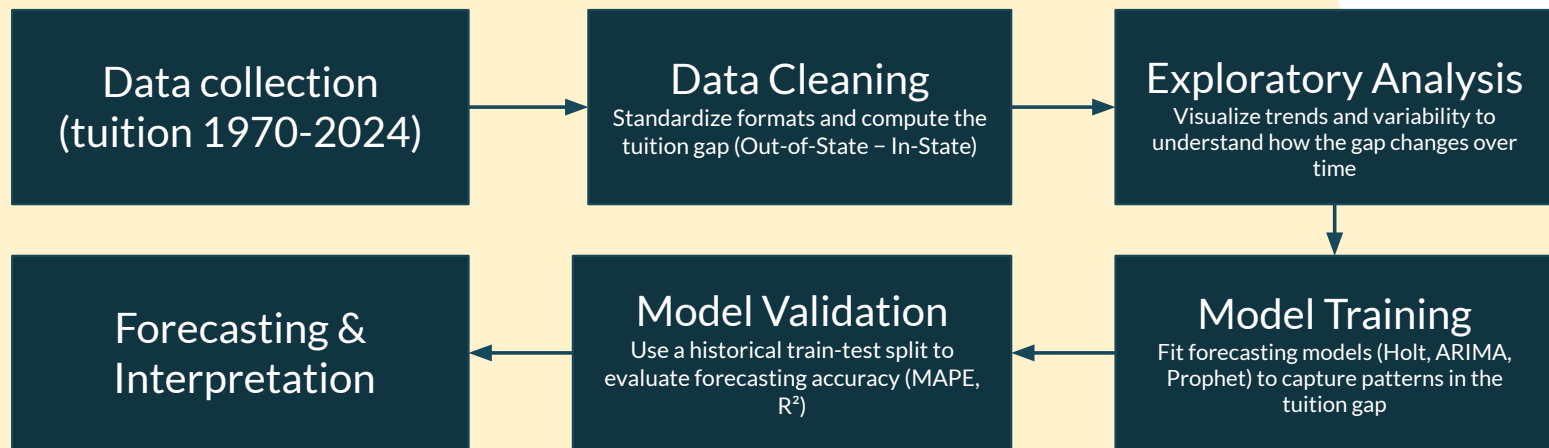 Data collection
(tuition 1970-2024)
Data Cleaning
Standardize formats and compute the
tuition gap (Out-of-State − In-State)
Exploratory Analysis
Visualize trends and variability to
understand how the gap changes over
time
Model Training
Fit forecasting models (Holt, ARIMA,
Prophet) to capture patterns in the
tuition gap
Model Validation
Use a historical train-test split to
evaluate forecasting accuracy (MAPE,
R²)
Forecasting &
Interpretation